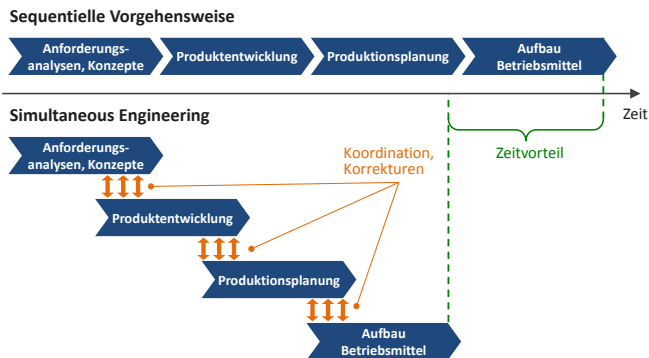 Sequentielle Vorgehensweise
Anforderungs-
analysen, Konzepte
Produktentwicklung
Produktionsplanung
Aufbau
Betriebsmittel
Zeit
Simultaneous Engineering
Anforderungs-
analysen, Konzepte
Koordination,
Korrekturen
Zeitvorteil
Produktentwicklung
Produktionsplanung
Aufbau
Betriebsmittel